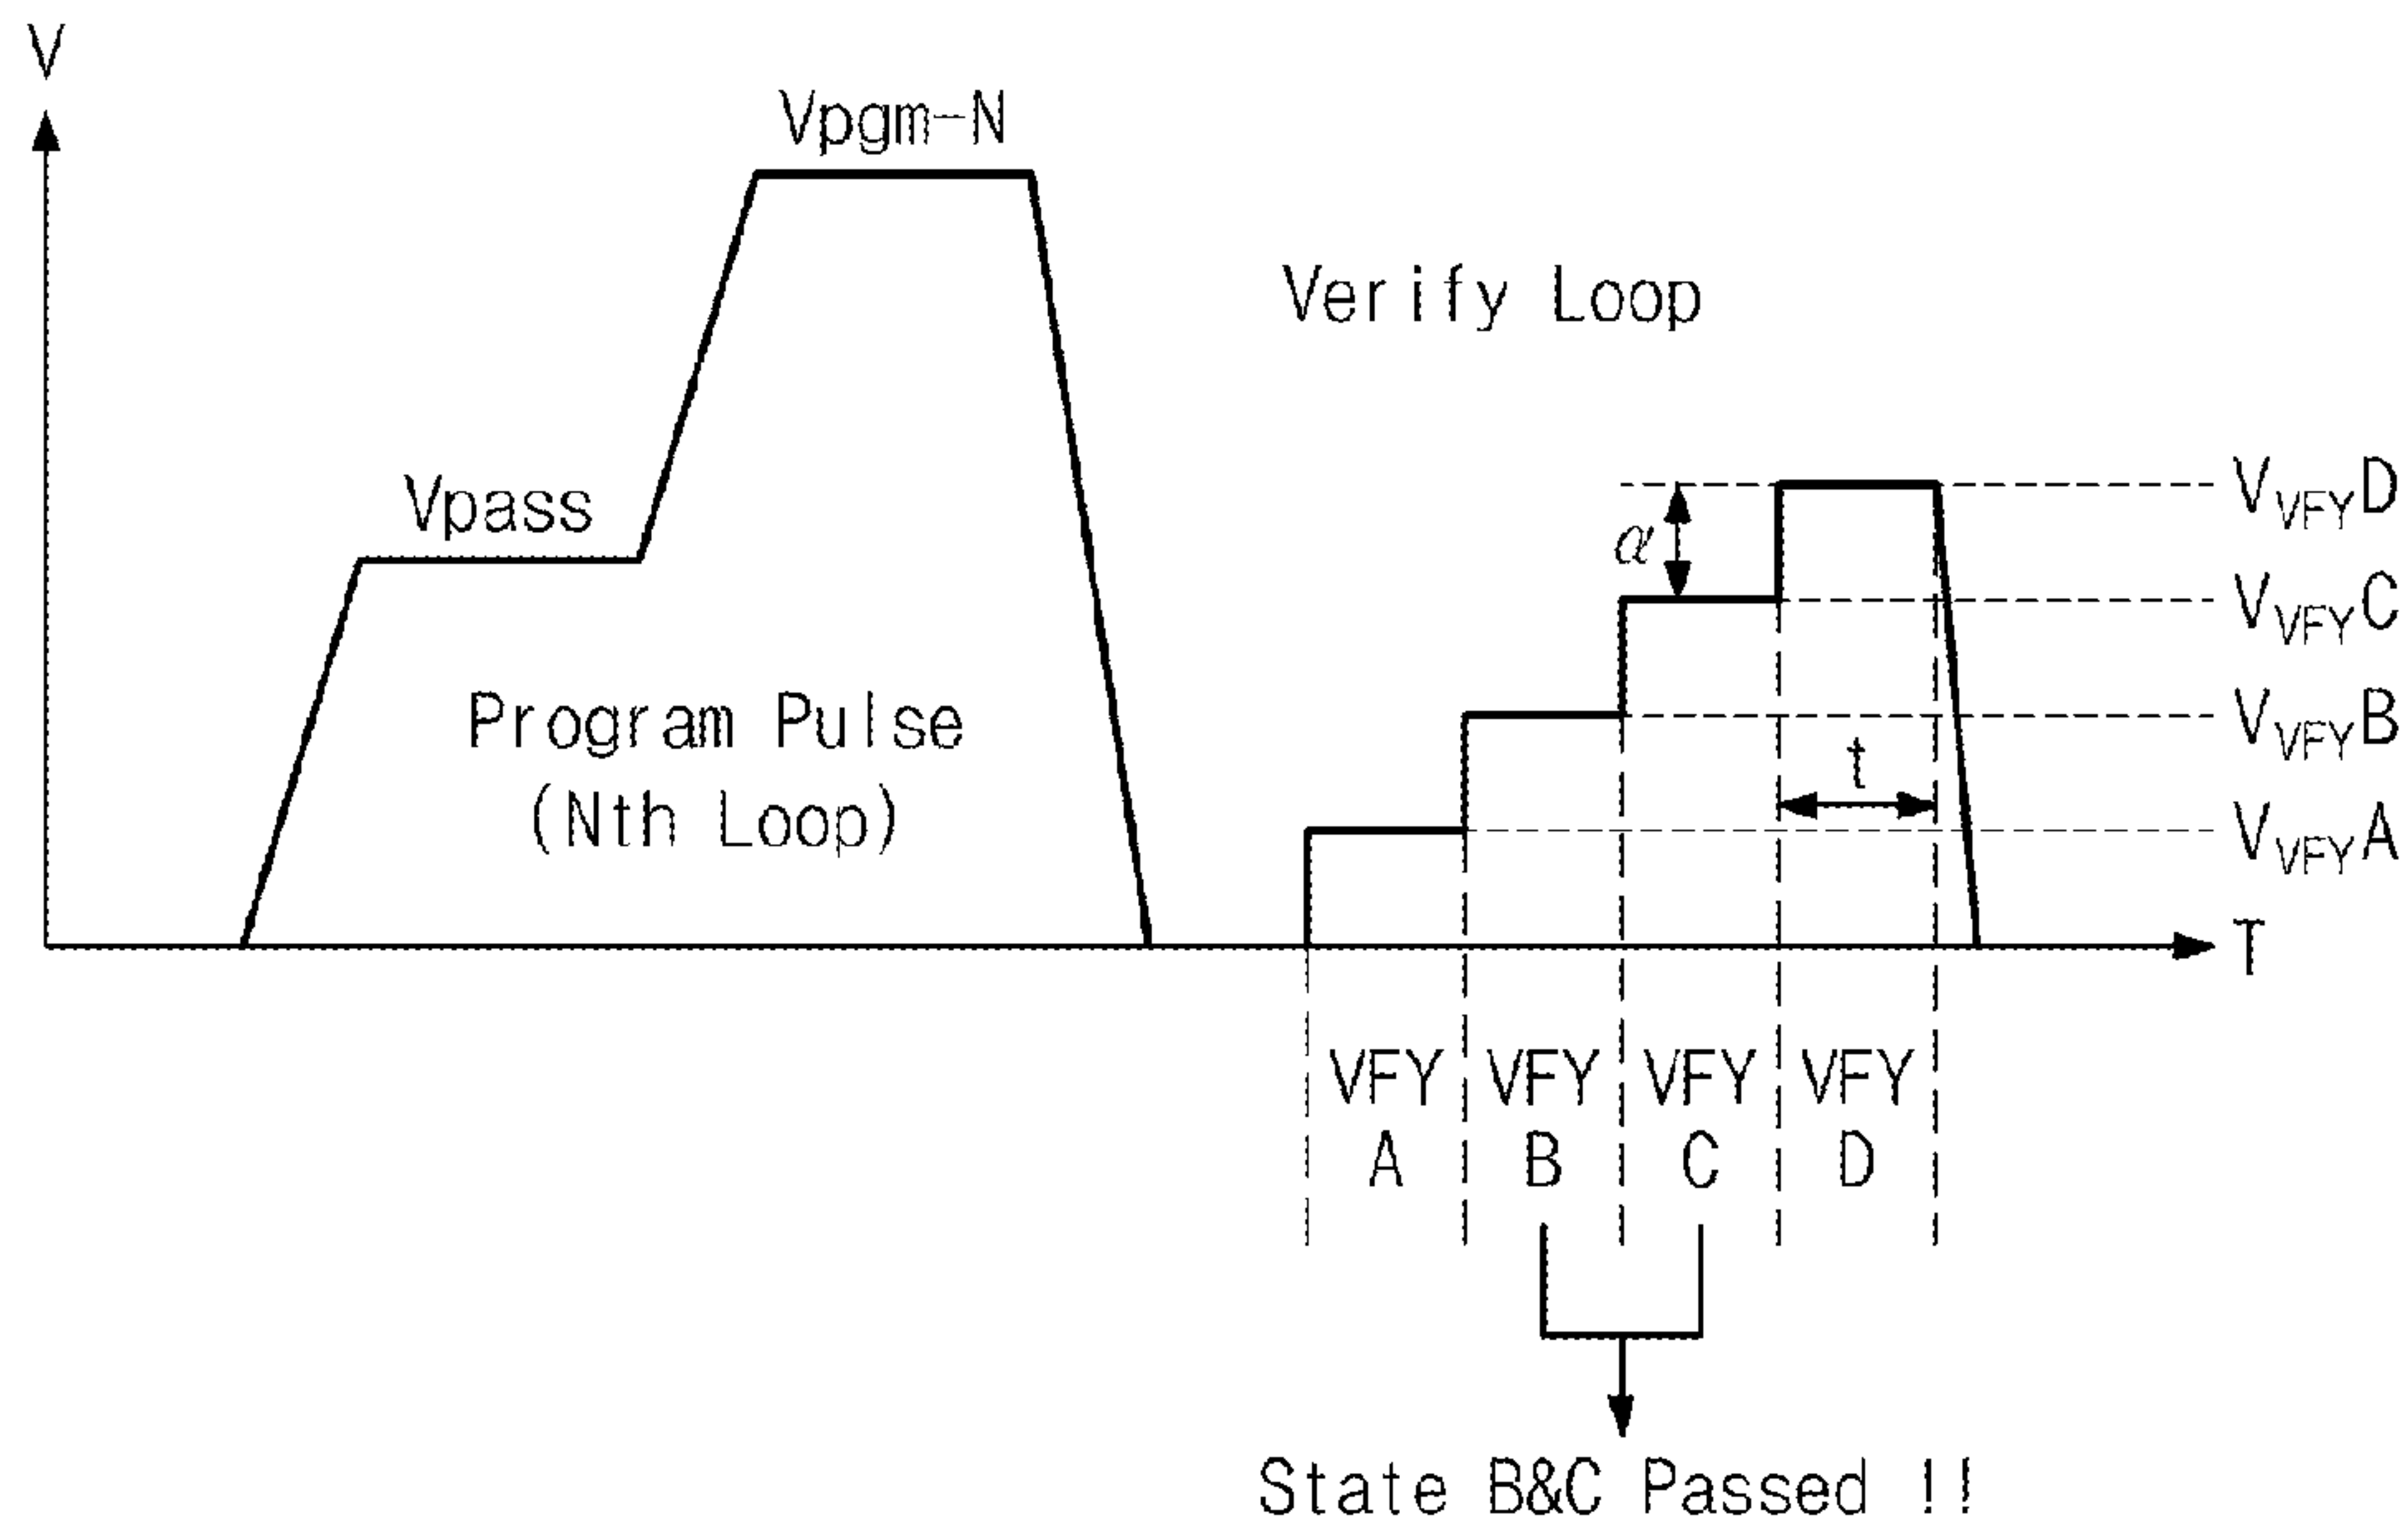 V
Vpgm-N
Verify Loop
Vpass
α
V_VFY D
V_VFY C
Program Pulse
(Nth Loop)
V_VFY B
t
V_VFY A
T
VFY A
VFY B
VFY C
VFY D
State B&C Passed !!